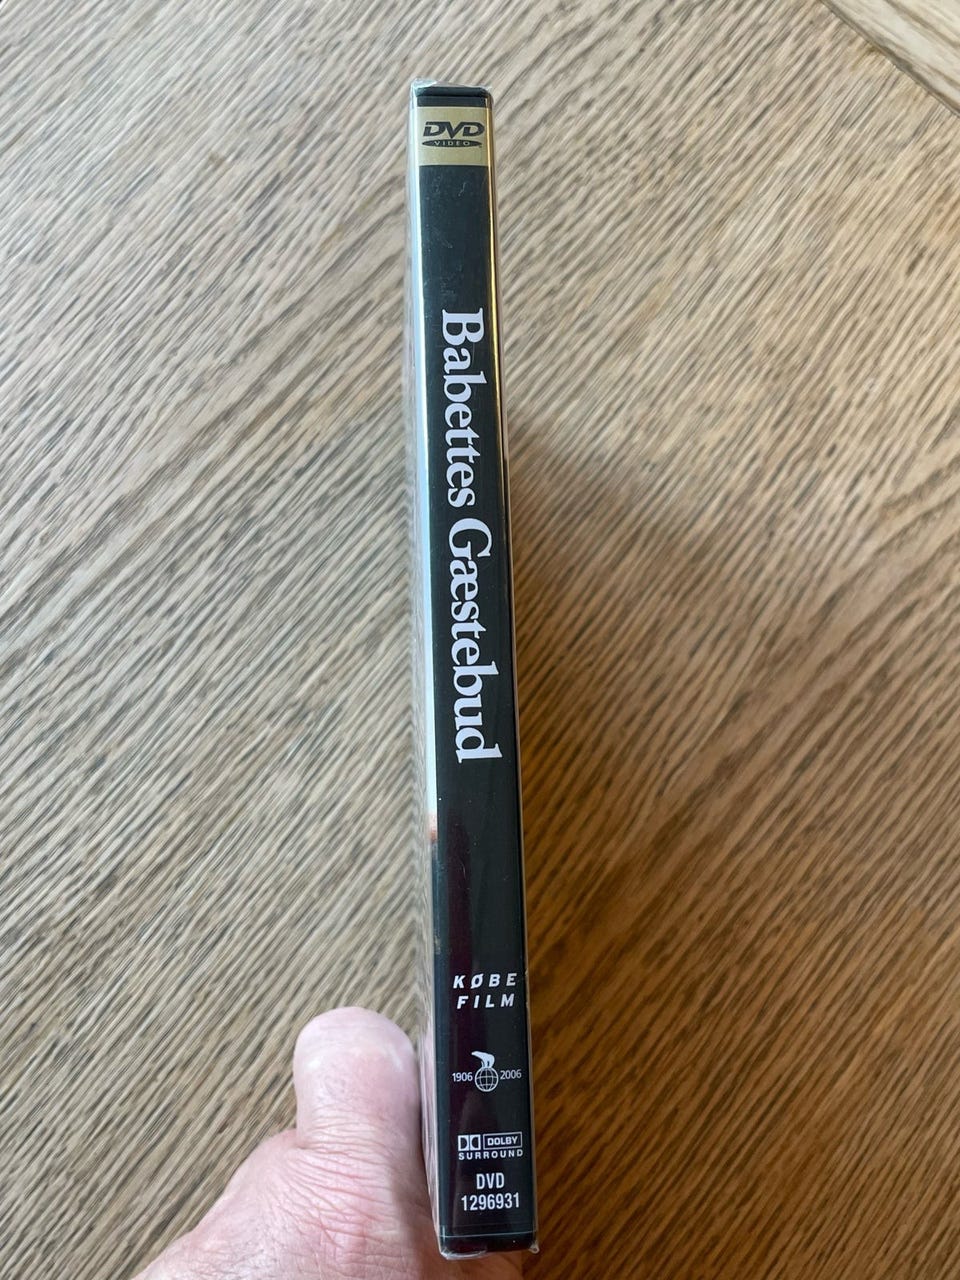 DVD
VIDEO
Babettes Gæstebud
KØBE
FILM
1906 2006
DOLBY
SURROUND
DVD
1296931